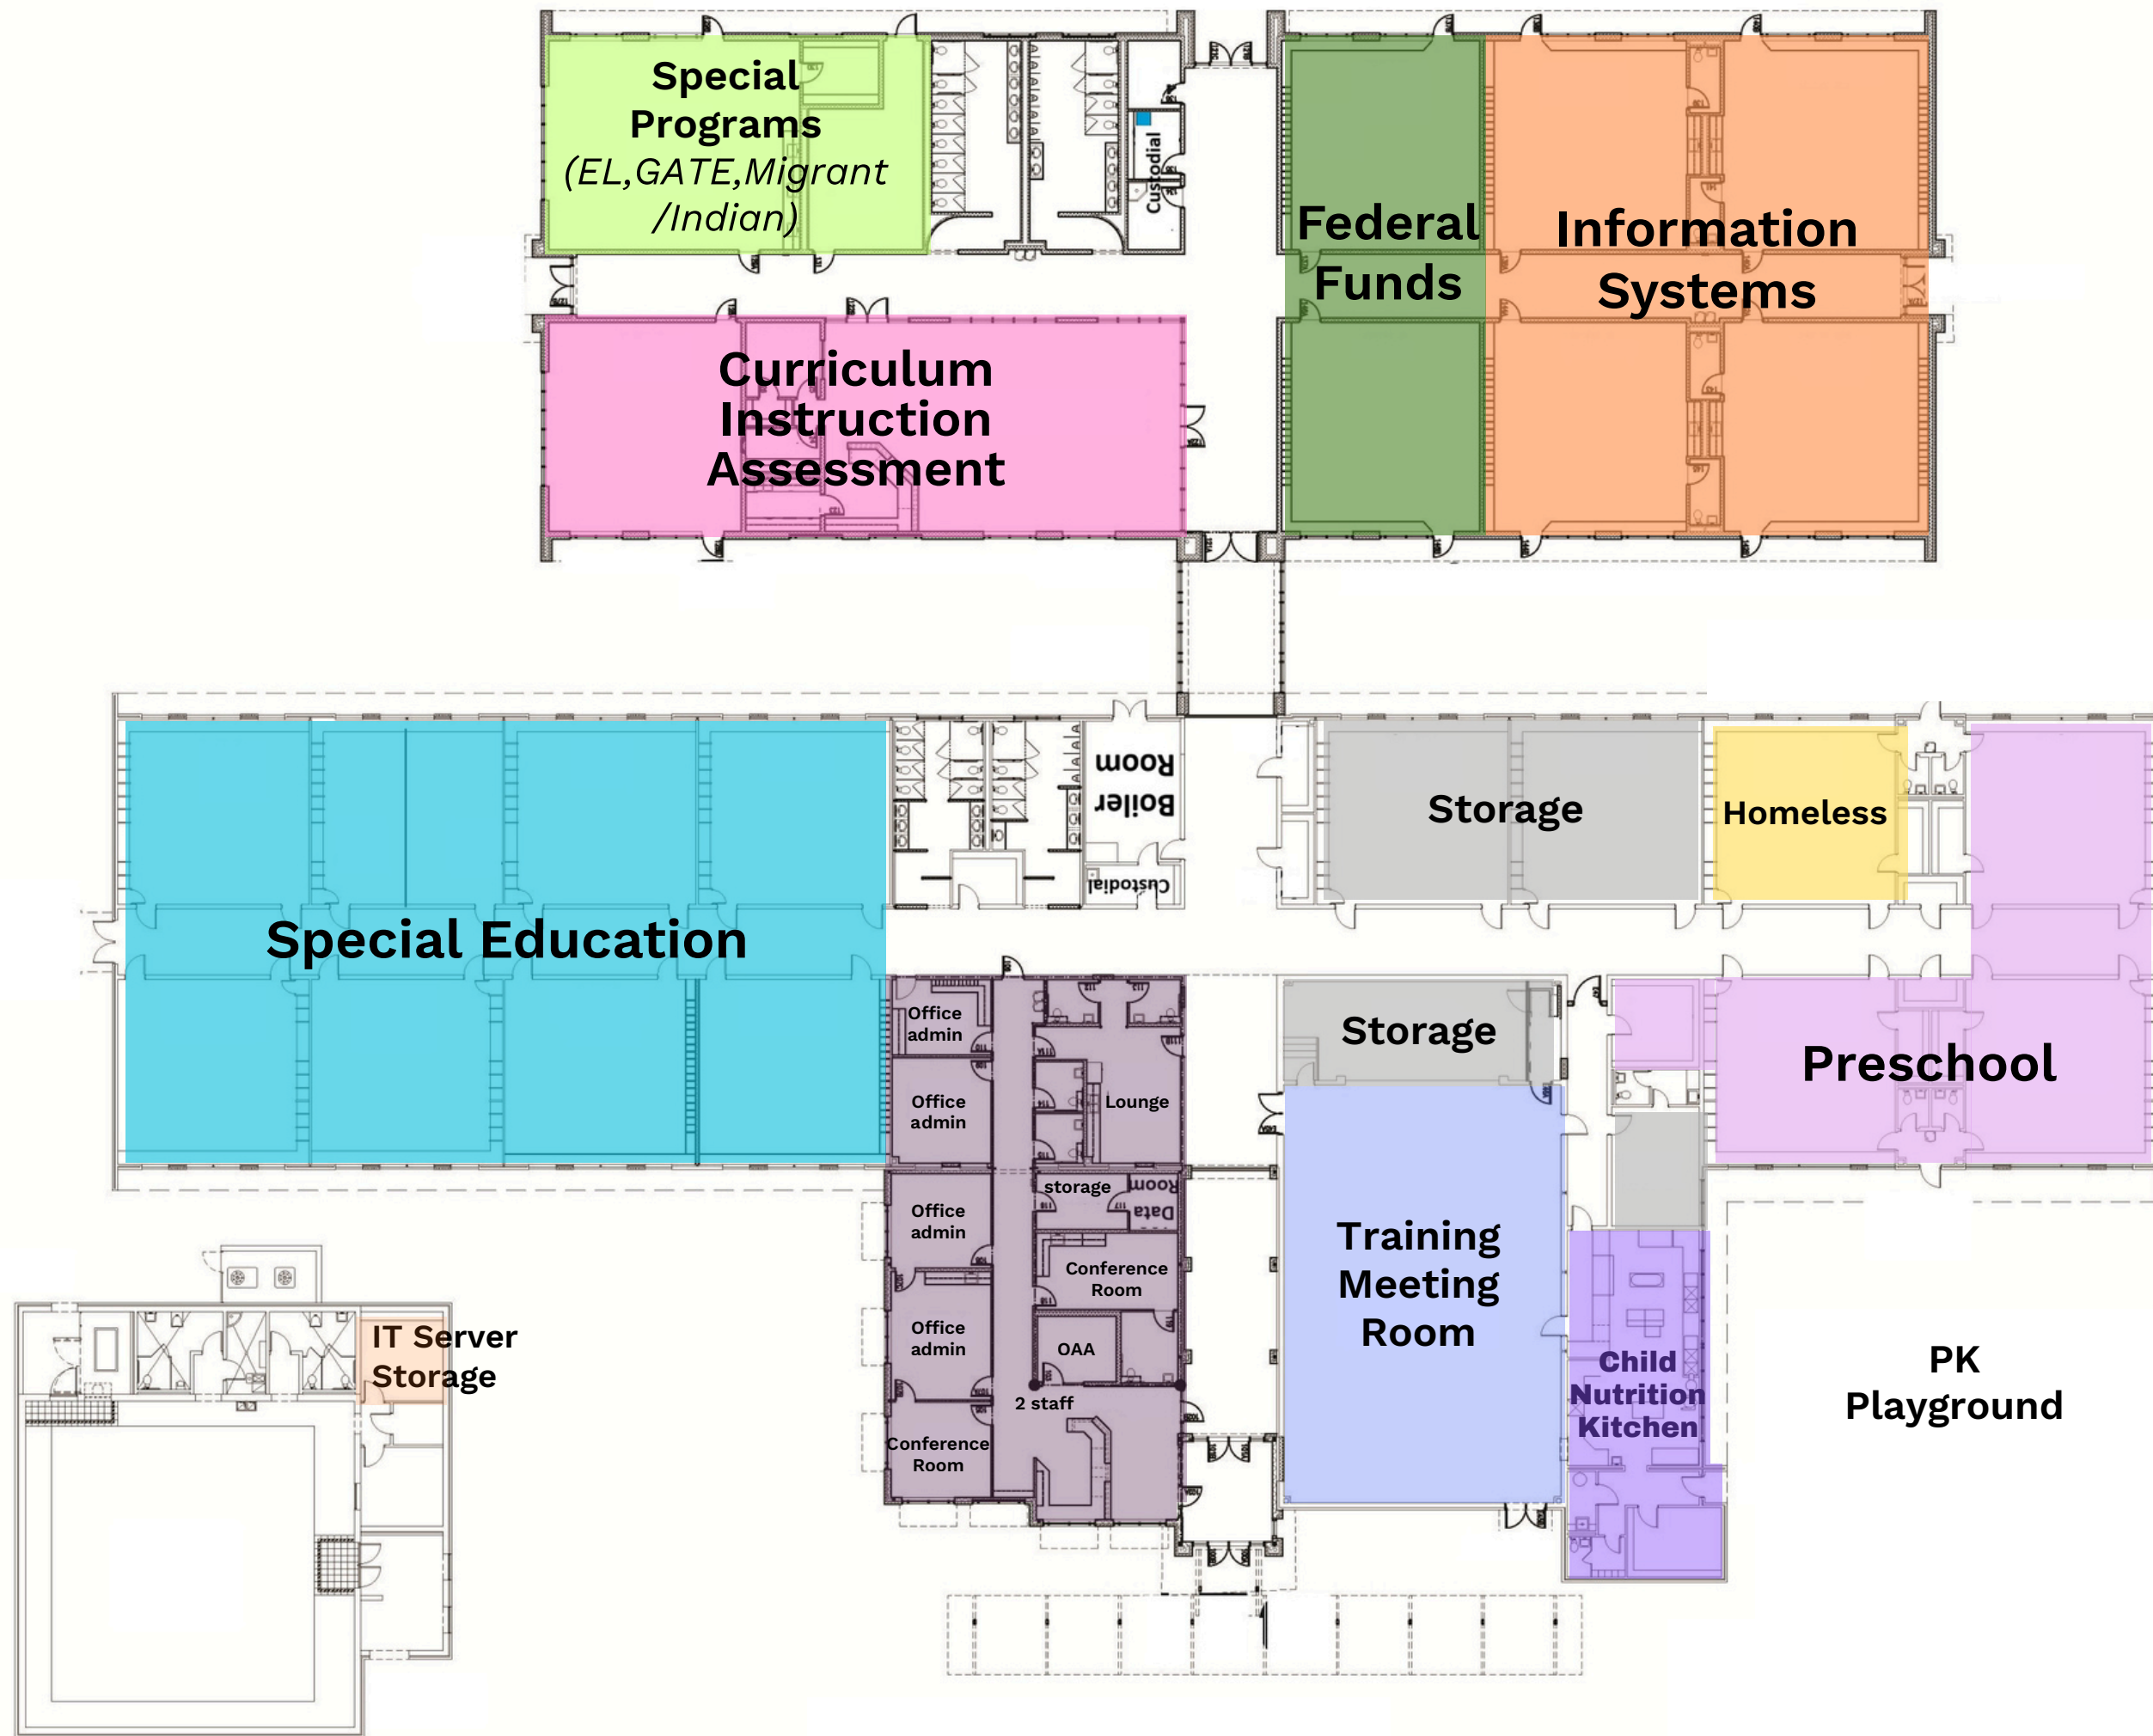 Special
Programs
(EL,GATE,Migrant
/Indian)
Custodial
Federal
Funds
Information
Systems
Curriculum
Instruction
Assessment
Boiler
Room
Custodial
Storage
Homeless
Special Education
Office
admin
Storage
Preschool
Office
admin
Lounge
Office
admin
storage
Data
Room
Training
Meeting
Room
Conference
Room
Office
admin
OAA
IT Server
Storage
2 staff
Conference
Room
Child
Nutrition
Kitchen
PK
Playground